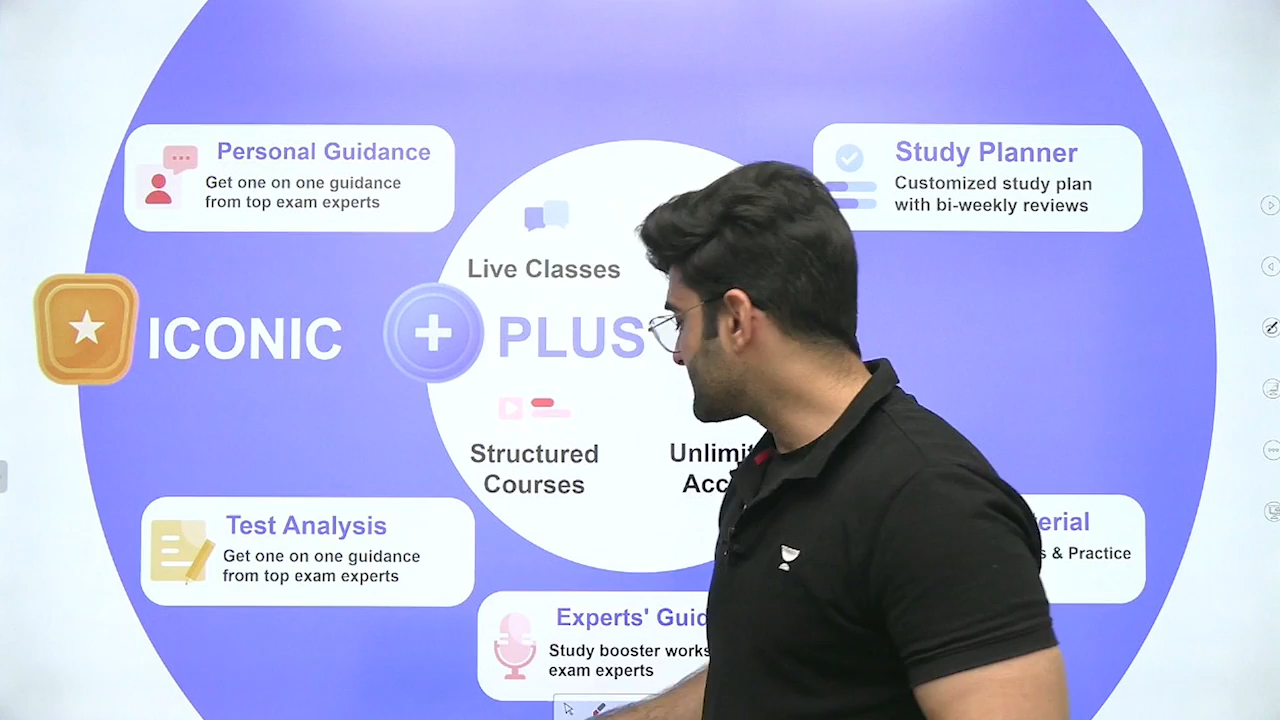 Personal Guidance
Get one on one guidance
from top exam experts
Study Planner
Customized study plan
with bi-weekly reviews
Live Classes
ICONIC
PLUS
Structured
Courses
Test Analysis
Get one on one guidance
from top exam experts
Experts'
Study booster
exam experts
& Practice